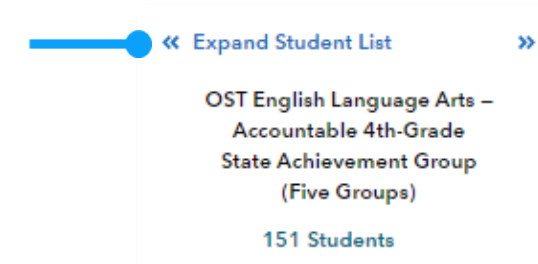 « Expand Student List »
OST English Language Arts –
Accountable 4th-Grade
State Achievement Group
(Five Groups)
151 Students